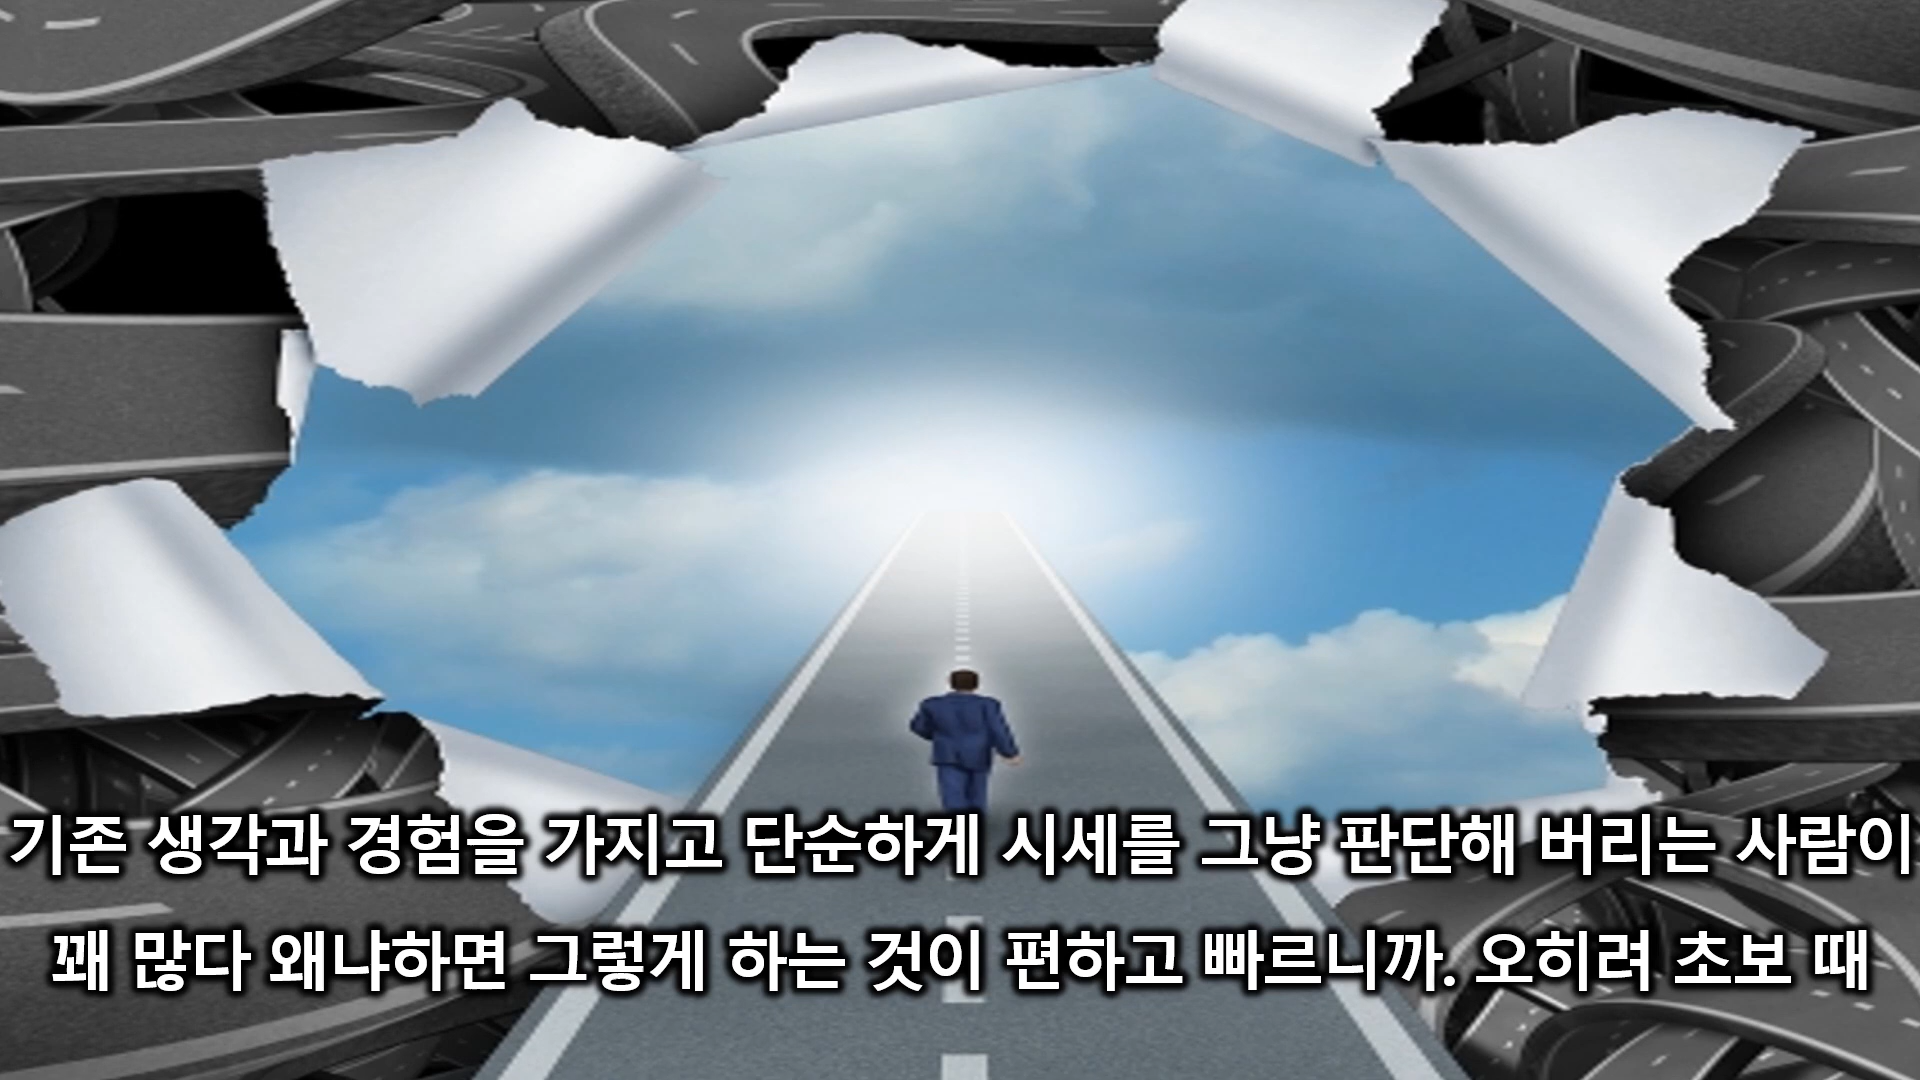 기존 생각과 경험을 가지고 단순하게 시세를 그냥 판단해 버리는 사람이
꽤 많다 왜냐하면 그렇게 하는 것이 편하고 빠르니까. 오히려 초보 때